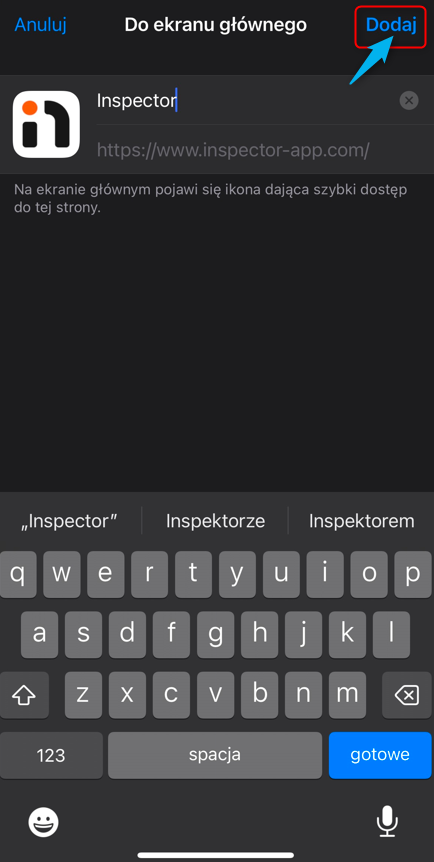 Anuluj
Do ekranu głównego
Dodaj
in
Inspector
https://www.inspector-app.com/
Na ekranie głównym pojawi się ikona dająca szybki dostęp
do tej strony.
„Inspector” Inspektorze Inspektorem
q w e r t y u i o p
a s d f g h j k l
z x c v b n m
123 spacja gotowe